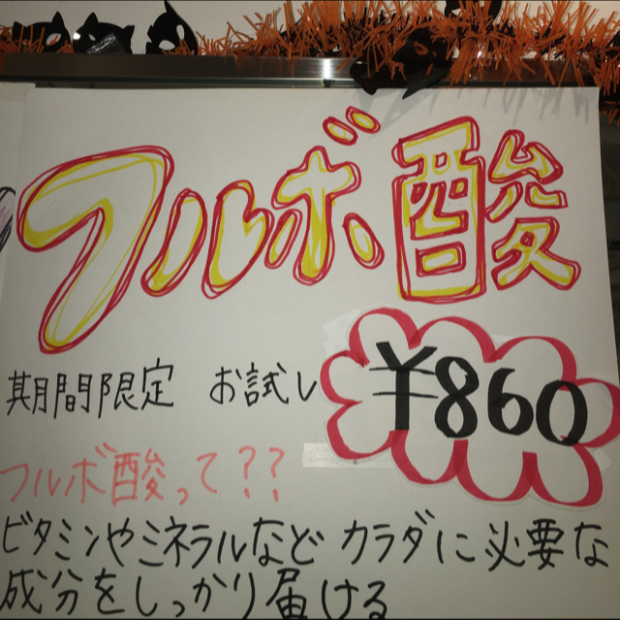 フルボ酸
期間限定 お試し ¥860
フルボ酸って??
ビタミンやミネラルなど カラダに必要な
成分をしっかり届ける